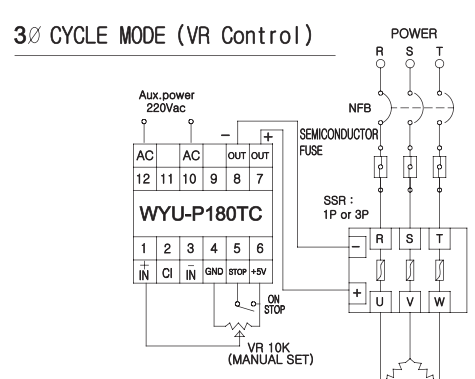 3Ø CYCLE MODE (VR Control)
POWER
R S T
Aux.power
220Vac
NFB
− +
SEMICONDUCTOR
FUSE
AC AC OUT OUT
12 11 10 9 8 7
WYU-P180TC
SSR :
1P or 3P
1 2 3 4 5 6
+ IN CI − IN GND STOP +5V
R S T
−
+
U V W
ON
STOP
VR 10K
(MANUAL SET)